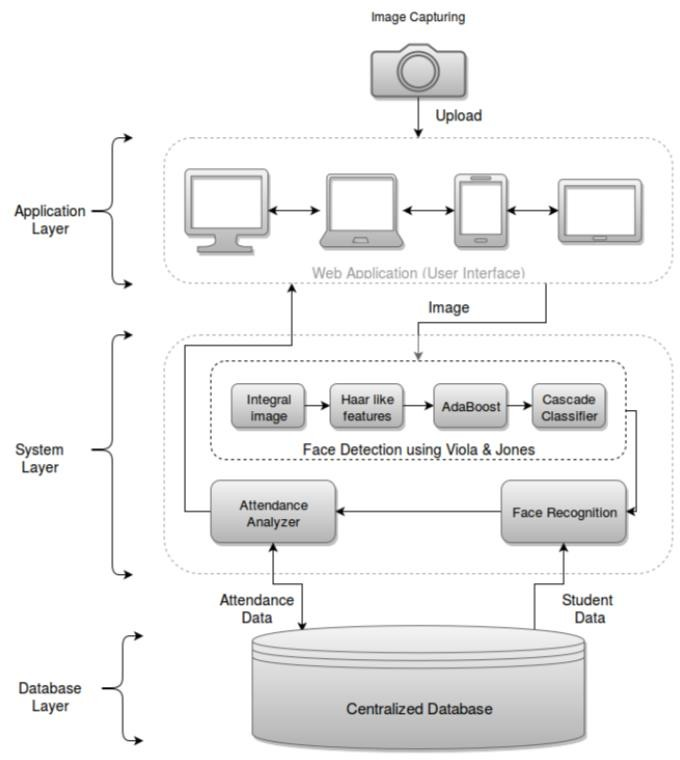 Image Capturing
Upload
Application
Layer
Web Application (User Interface)
Image
Integral
image
Haar like
features
AdaBoost
Cascade
Classifier
Face Detection using Viola & Jones
System
Layer
Attendance
Analyzer
Face Recognition
Attendance
Data
Student
Data
Database
Layer
Centralized Database